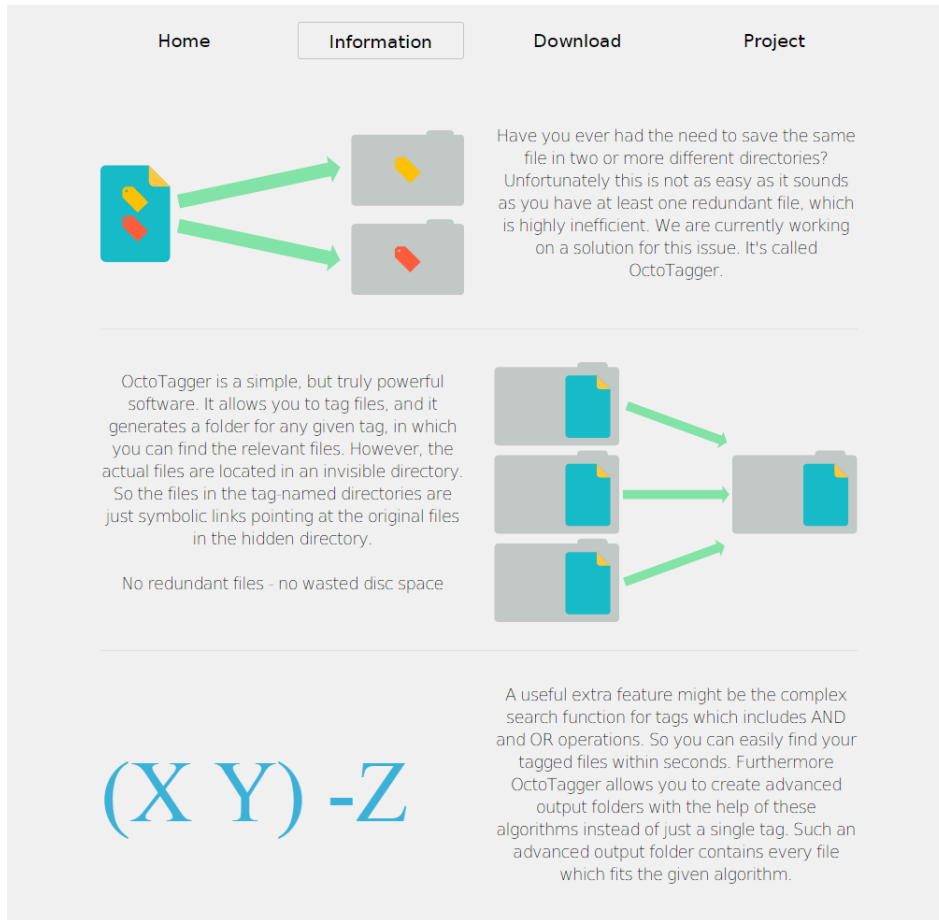 Home Information Download Project
Have you ever had the need to save the same
file in two or more different directories?
Unfortunately this is not as easy as it sounds
as you have at least one redundant file, which
is highly inefficient. We are currently working
on a solution for this issue. It's called
OctoTagger.
OctoTagger is a simple, but truly powerful
software. It allows you to tag files, and it
generates a folder for any given tag, in which
you can find the relevant files. However, the
actual files are located in an invisible directory.
So the files in the tag-named directories are
just symbolic links pointing at the original files
in the hidden directory.
No redundant files - no wasted disc space
(X Y) -Z
A useful extra feature might be the complex
search function for tags which includes AND
and OR operations. So you can easily find your
tagged files within seconds. Furthermore
OctoTagger allows you to create advanced
output folders with the help of these
algorithms instead of just a single tag. Such an
advanced output folder contains every file
which fits the given algorithm.